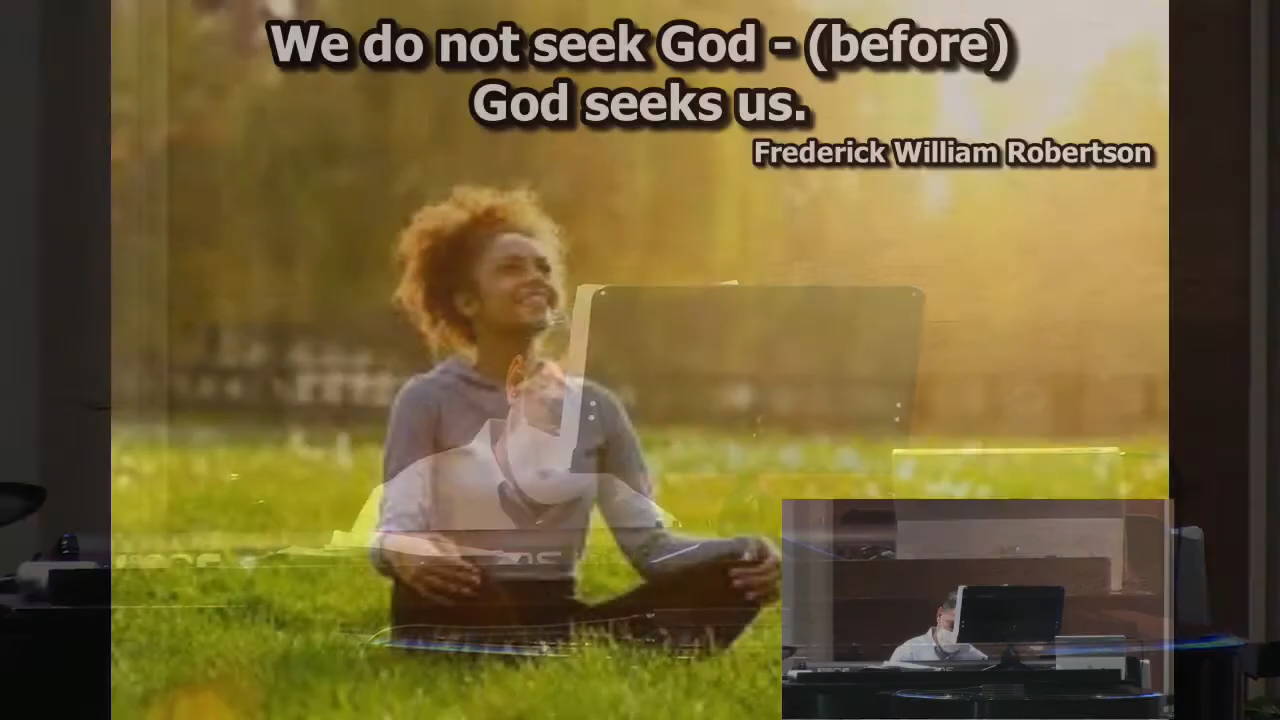 We do not seek God - (before)
God seeks us.
Frederick William Robertson